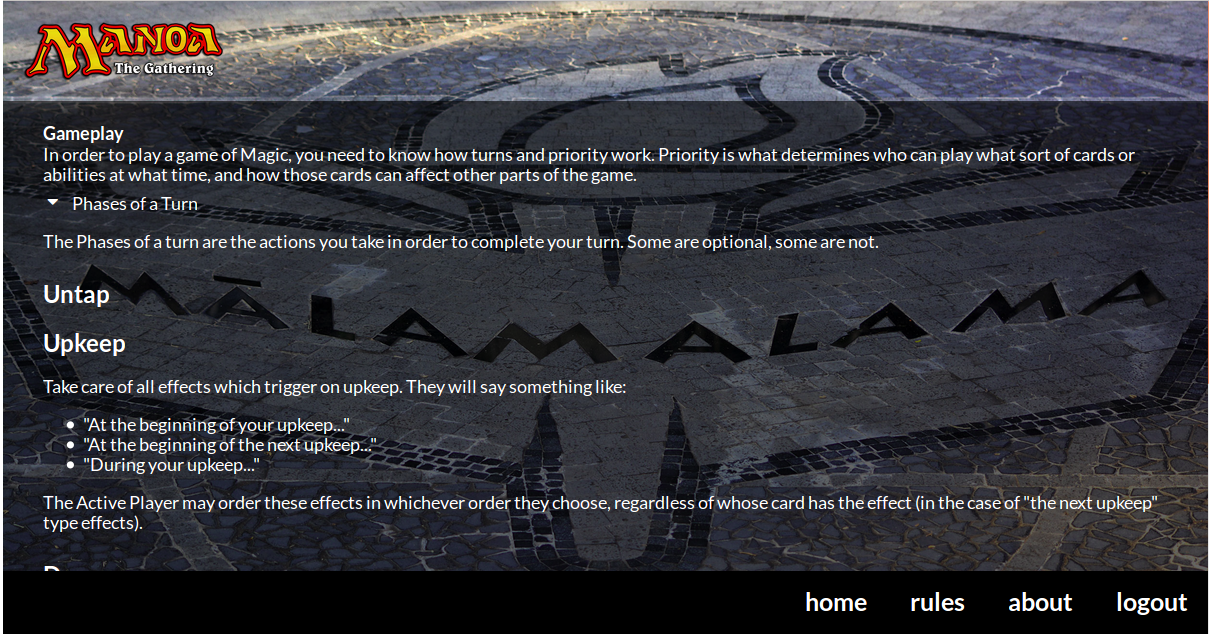 MANOA
The Gathering
Gameplay
In order to play a game of Magic, you need to know how turns and priority work. Priority is what determines who can play what sort of cards or
abilities at what time, and how those cards can affect other parts of the game.
Phases of a Turn
The Phases of a turn are the actions you take in order to complete your turn. Some are optional, some are not.
MĀLAMALAMA
Untap
Upkeep
Take care of all effects which trigger on upkeep. They will say something like:
• "At the beginning of your upkeep..."
• "At the beginning of the next upkeep..."
• "During your upkeep..."
The Active Player may order these effects in whichever order they choose, regardless of whose card has the effect (in the case of "the next upkeep"
type effects).
home rules about logout